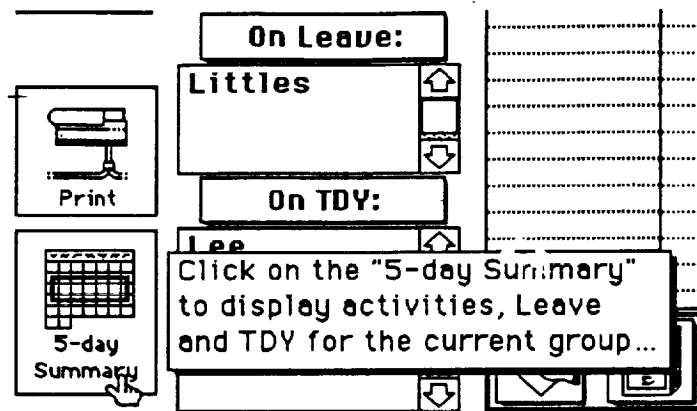 On Leave:
Littles
Print
On TDY:
Lee
Click on the "5-day Summary"
to display activities, Leave
and TDY for the current group...
5-day
Summary